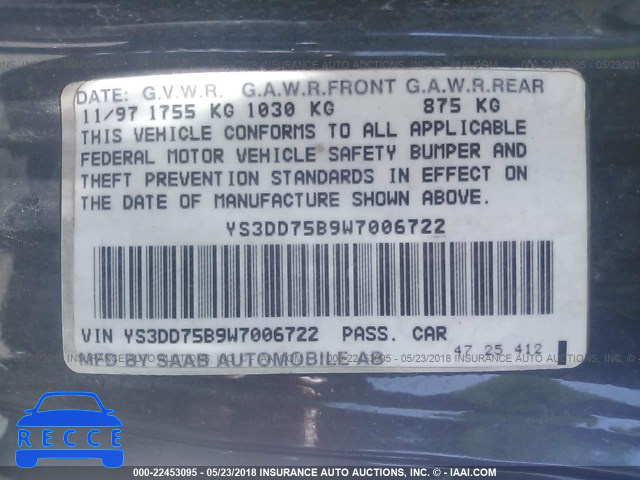 DATE: G.V.W.R. G.A.W.R.FRONT G.A.W.R.REAR
11/97 1755 KG 1030 KG 875 KG
THIS VEHICLE CONFORMS TO ALL APPLICABLE
FEDERAL MOTOR VEHICLE SAFETY BUMPER AND
THEFT PREVENTION STANDARDS IN EFFECT ON
THE DATE OF MANUFACTURE SHOWN ABOVE.
YS3DD75B9W7006722
VIN YS3DD75B9W7006722 PASS. CAR
47 25 412
MFD BY SAAB AUTOMOBILE AB
RECCE
000-22453095 - 05/23/2018 INSURANCE AUTO AUCTIONS, INC. - © IAAI.COM